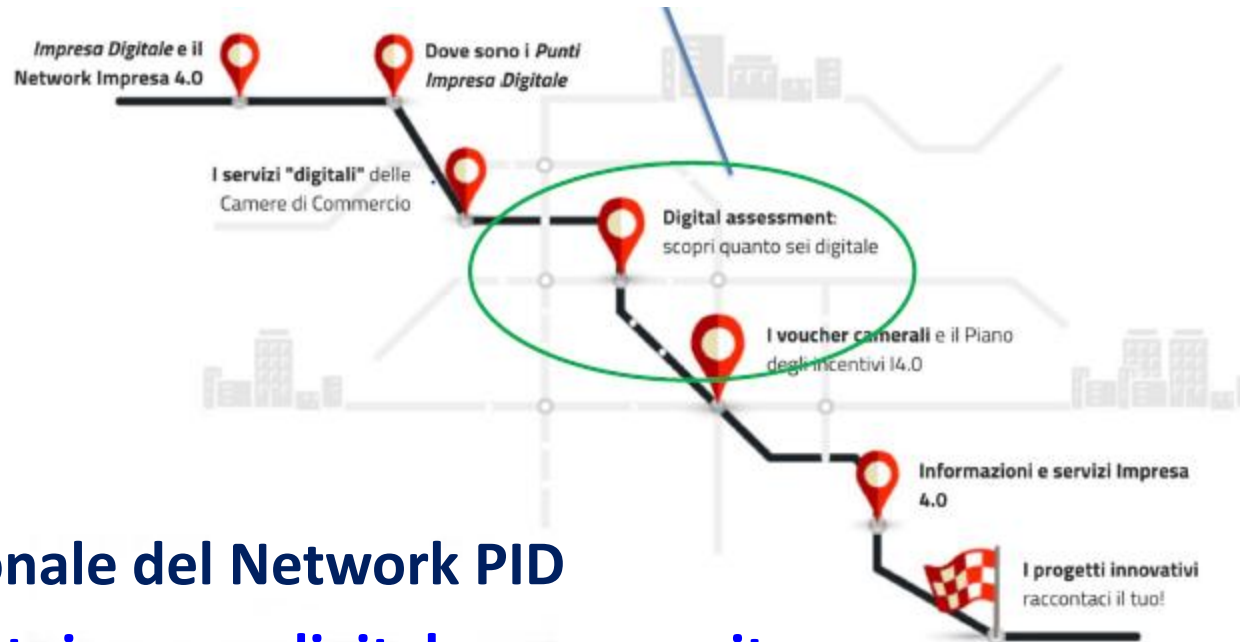 Impresa Digitale e il
Network Impresa 4.0
Dove sono i Punti
Impresa Digitale
I servizi "digitali" delle
Camere di Commercio
Digital assessment:
scopri quanto sei digitale
I voucher camerali e il Piano
degli incentivi I4.0
Informazioni e servizi Impresa
4.0
I progetti innovativi
raccontaci il tuo!
onale del Network PID